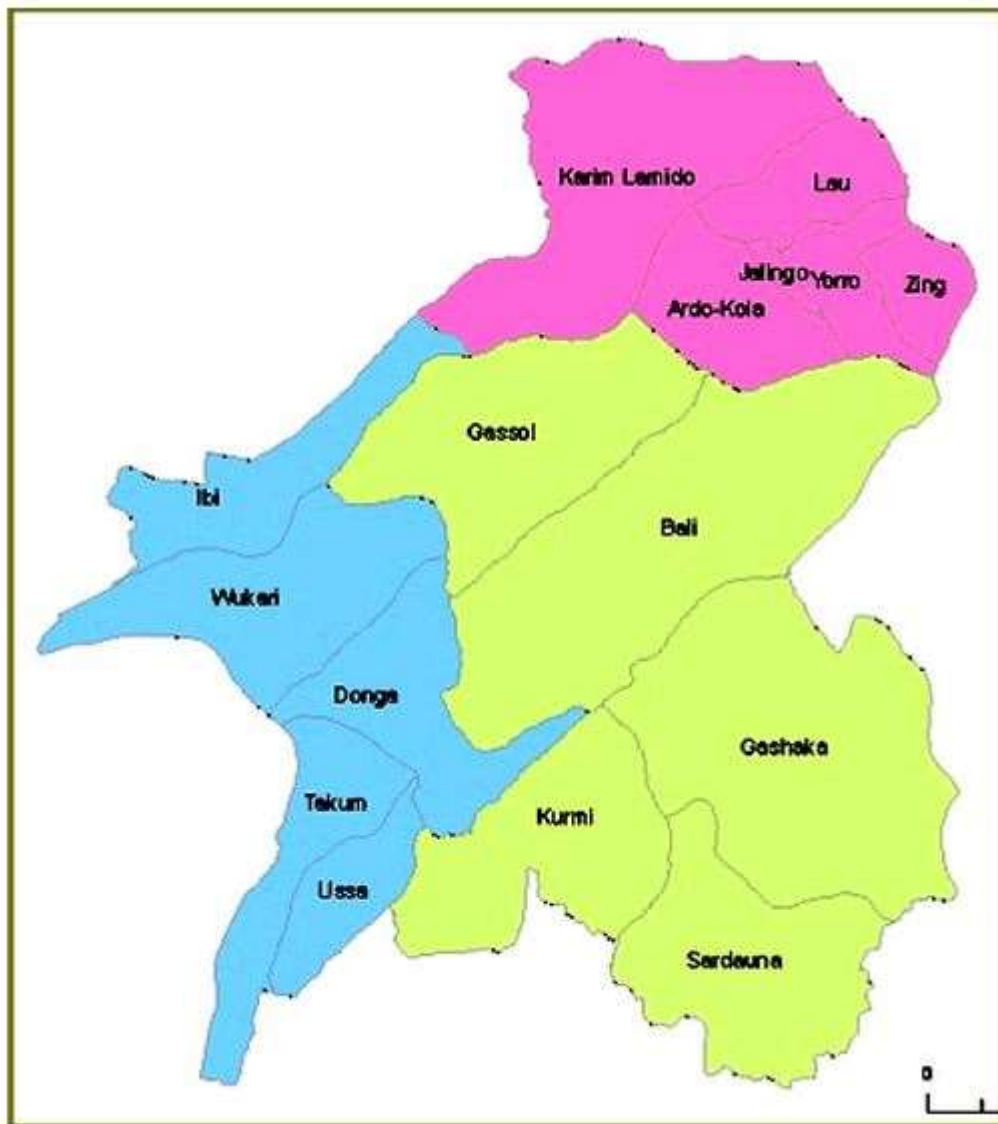 Karim Lamido
Lau
Jalingo
Yorro
Zing
Ardo-Kola
Gassol
Ibi
Bali
Wukari
Donga
Gashaka
Takum
Kurmi
Ussa
Sardauna
0